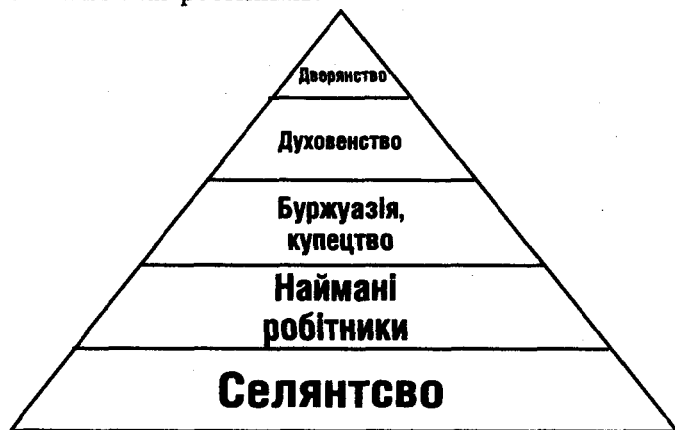 Дворянство
Духовенство
Буржуазія,
купецтво
Наймані
робітники
Селянтсво